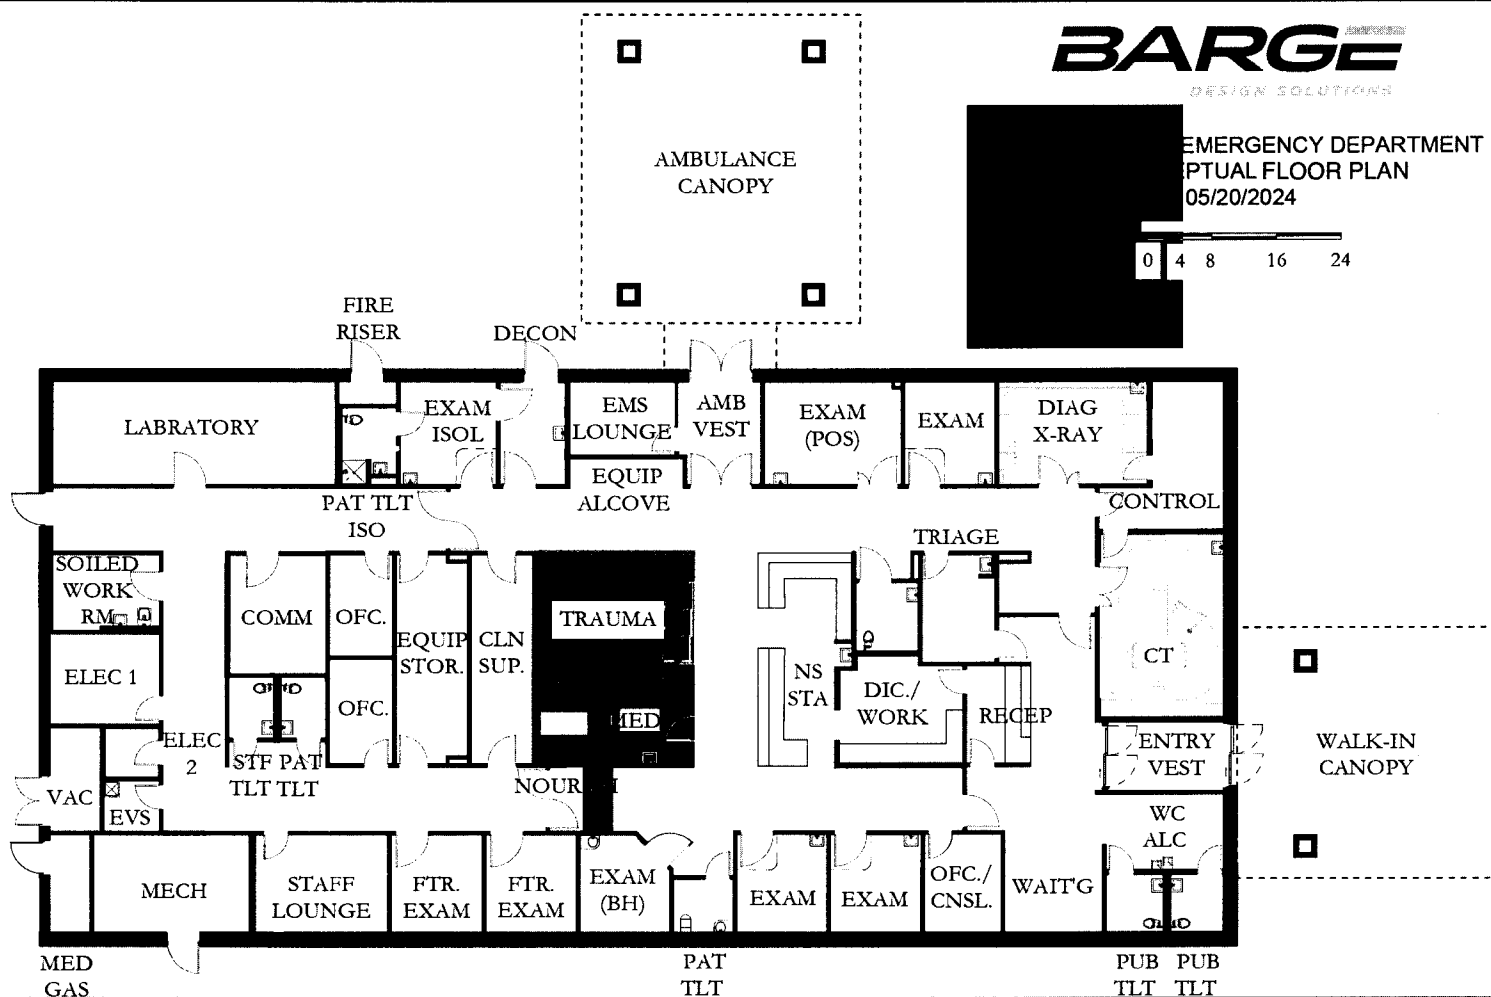 BARGE
DESIGN SOLUTIONS
EMERGENCY DEPARTMENT
EPTUAL FLOOR PLAN
05/20/2024
0 4 8 16 24
AMBULANCE
CANOPY
FIRE
RISER
DECON
LABRATORY
EXAM
ISOL
EMS
LOUNGE
AMB
VEST
EXAM
(POS)
EXAM
DIAG
X-RAY
EQUIP
ALCOVE
PAT TLT
ISO
CONTROL
TRIAGE
SOILED
WORK
RM
COMM
OFC.
EQUIP
STOR.
CLN
SUP.
TRAUMA
NS
STA
DIC./
WORK
RECEP
CT
ELEC 1
OFC.
MED
ELEC
2
STF
TLT
PAT
TLT
NOUR
ENTRY
VEST
WALK-IN
CANOPY
VAC
EVS
WC
ALC
MECH
STAFF
LOUNGE
FTR.
EXAM
FTR.
EXAM
EXAM
(BH)
EXAM
EXAM
OFC./
CNSL.
WAIT'G
MED
GAS
PAT
TLT
PUB
TLT
PUB
TLT